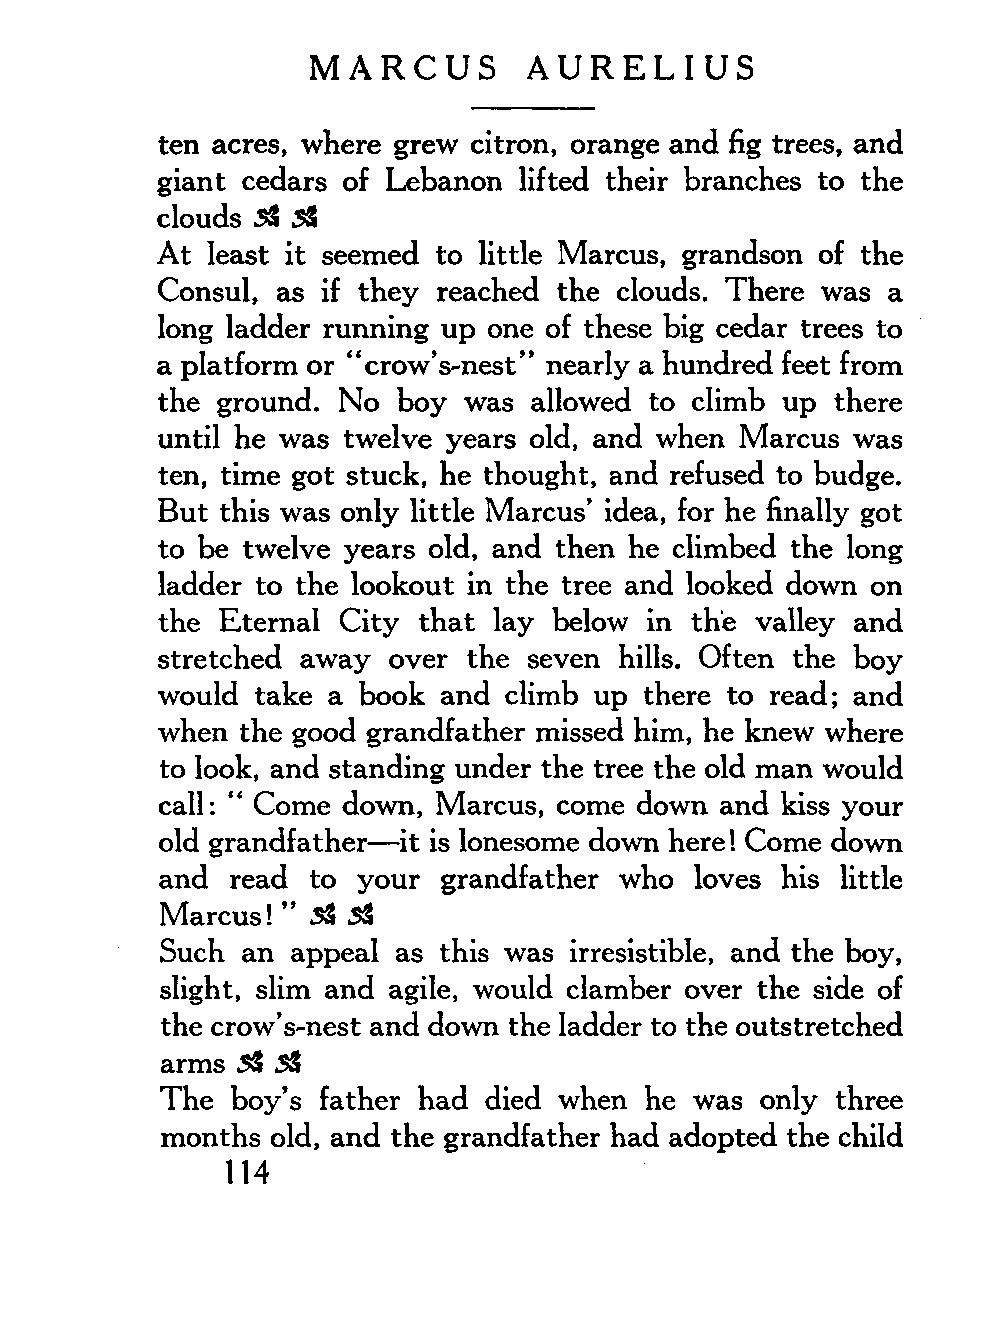 MARCUS AURELIUS
ten acres, where grew citron, orange and fig trees, and
giant cedars of Lebanon lifted their branches to the
clouds
At least it seemed to little Marcus, grandson of the
Consul, as if they reached the clouds. There was a
long ladder running up one of these big cedar trees to
a platform or “crow’s-nest” nearly a hundred feet from
the ground. No boy was allowed to climb up there
until he was twelve years old, and when Marcus was
ten, time got stuck, he thought, and refused to budge.
But this was only little Marcus’ idea, for he finally got
to be twelve years old, and then he climbed the long
ladder to the lookout in the tree and looked down on
the Eternal City that lay below in the valley and
stretched away over the seven hills. Often the boy
would take a book and climb up there to read; and
when the good grandfather missed him, he knew where
to look, and standing under the tree the old man would
call: “ Come down, Marcus, come down and kiss your
old grandfather—it is lonesome down here! Come down
and read to your grandfather who loves his little
Marcus! ”
Such an appeal as this was irresistible, and the boy,
slight, slim and agile, would clamber over the side of
the crow’s-nest and down the ladder to the outstretched
arms
The boy’s father had died when he was only three
months old, and the grandfather had adopted the child
114